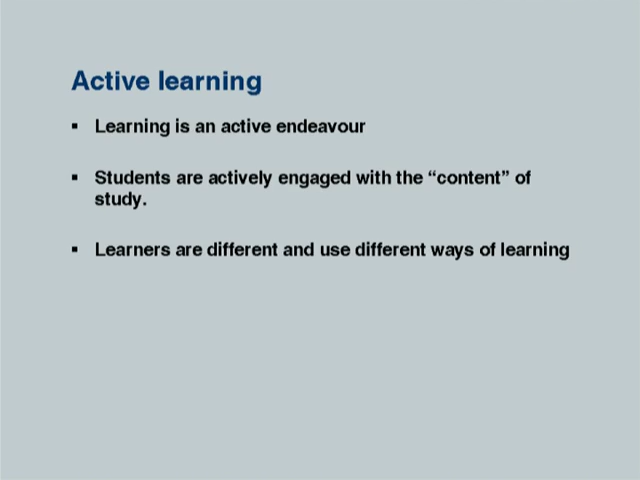 Active learning
▪ Learning is an active endeavour
▪ Students are actively engaged with the “content” of
study.
▪ Learners are different and use different ways of learning